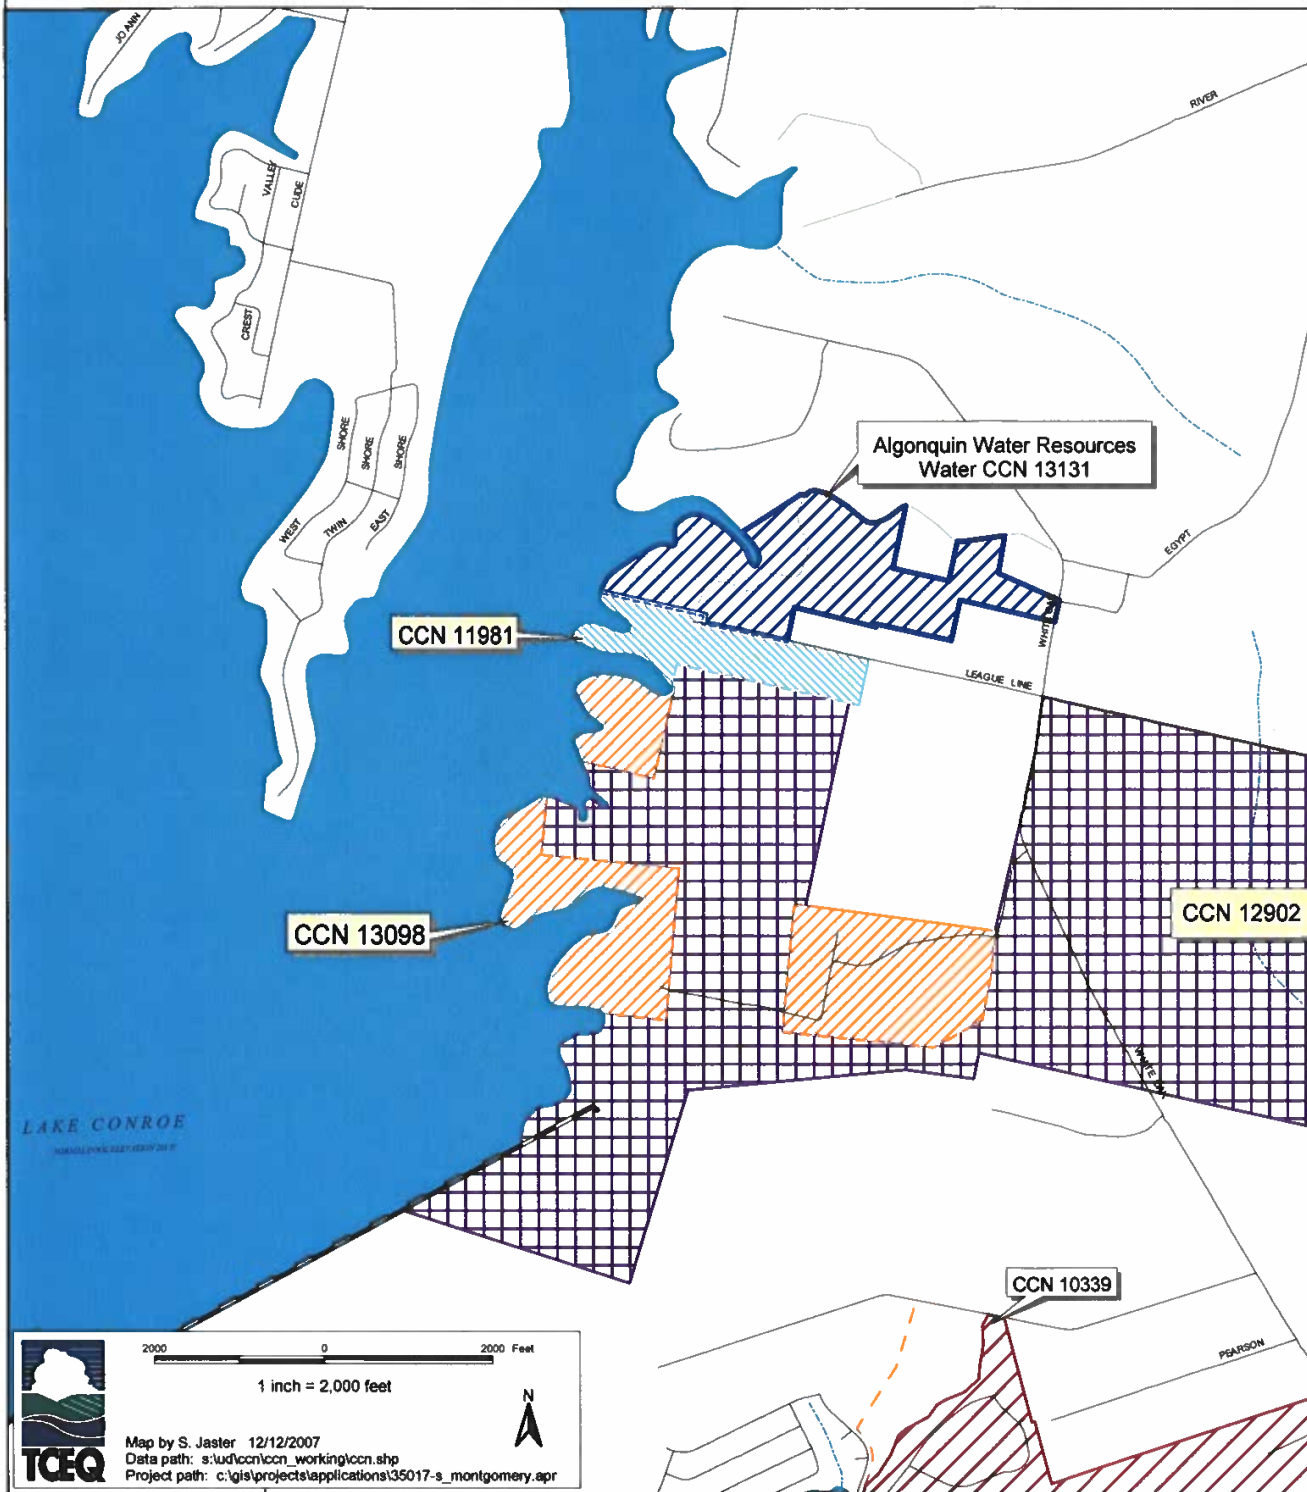 JO ANN
RIVER
VALLEY
CUDE
CREST
SHORE
SHORE
SHORE
WEST
TWIN
EAST
Algonquin Water Resources
Water CCN 13131
EGYPT
CCN 11981
LEAGUE LINE
CCN 12902
CCN 13098
LAKE CONROE
CCN 10339
PEARSON
2000 0 2000 Feet
1 inch = 2,000 feet
N
TCEQ
Map by S. Jaster 12/12/2007
Data path: s:\ud\ccn\ccn_working\ccn.shp
Project path: c:\gis\projects\applications\35017-s_montgomery.apr